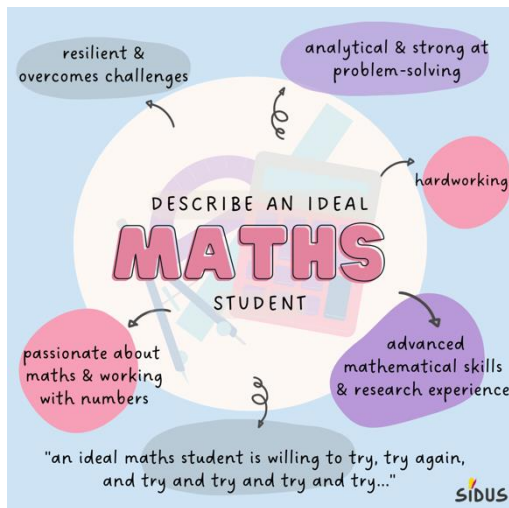 resilient &
overcomes challenges
analytical & strong at
problem-solving
hardworking
DESCRIBE AN IDEAL
MATHS
STUDENT
passionate about
maths & working
with numbers
advanced
mathematical skills
& research experience
"an ideal maths student is willing to try, try again,
and try and try and try and try..."
SIDUS